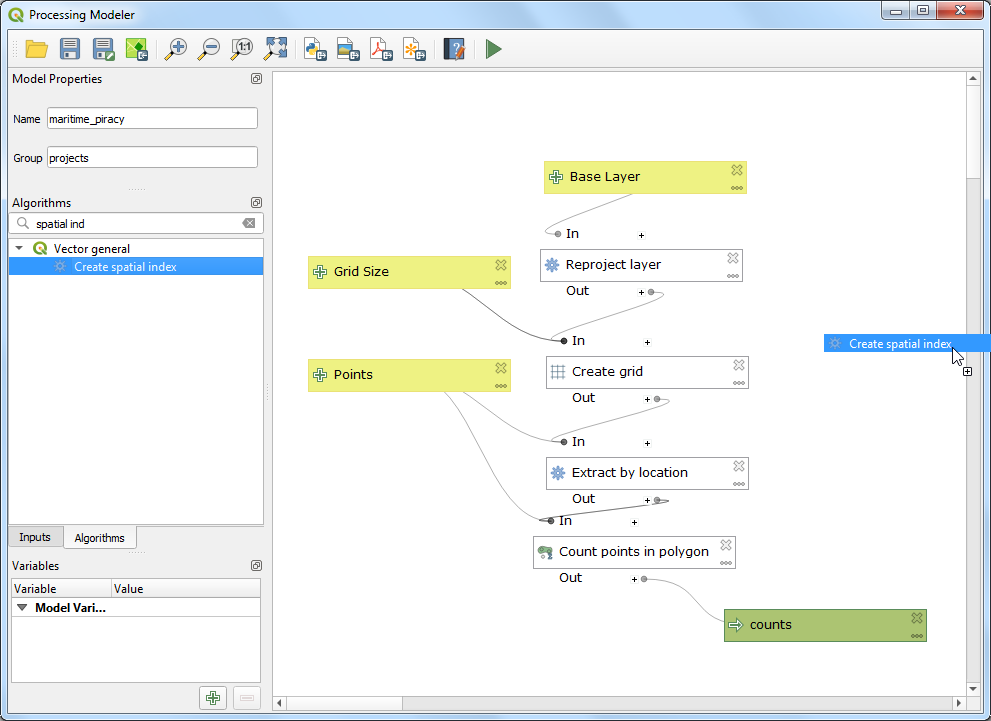 Processing Modeler
1:1
Model Properties
Name maritime_piracy
Group projects
Algorithms
spatial ind
Vector general
Create spatial index
Inputs Algorithms
Variables
Variable Value
Model Vari...
Base Layer
In
Reproject layer
Out
Grid Size
In
Create grid
Out
Points
In
Extract by location
Out
In
Count points in polygon
Out
counts
Create spatial index